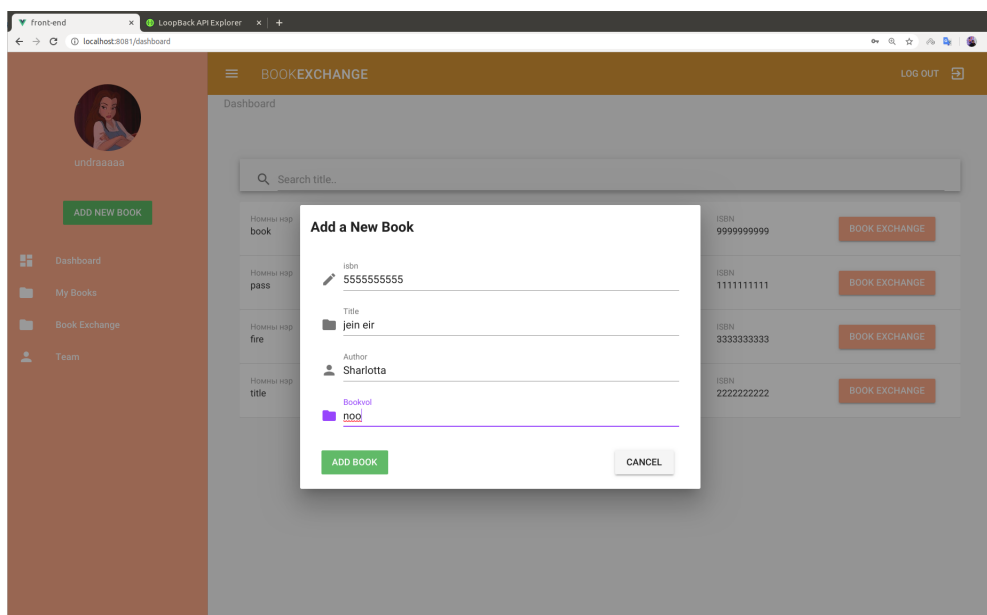 front-end
LoopBack API Explorer
localhost:8081/dashboard
BOOKEXCHANGE
LOG OUT
Dashboard
undraaaaa
ADD NEW BOOK
Dashboard
My Books
Book Exchange
Team
Search title..
Номны нэр
book
ISBN
9999999999
BOOK EXCHANGE
Номны нэр
pass
ISBN
1111111111
BOOK EXCHANGE
Номны нэр
fire
ISBN
3333333333
BOOK EXCHANGE
Номны нэр
title
ISBN
2222222222
BOOK EXCHANGE
Add a New Book
isbn
5555555555
Title
jein eir
Author
Sharlotta
Bookvol
noo
ADD BOOK
CANCEL